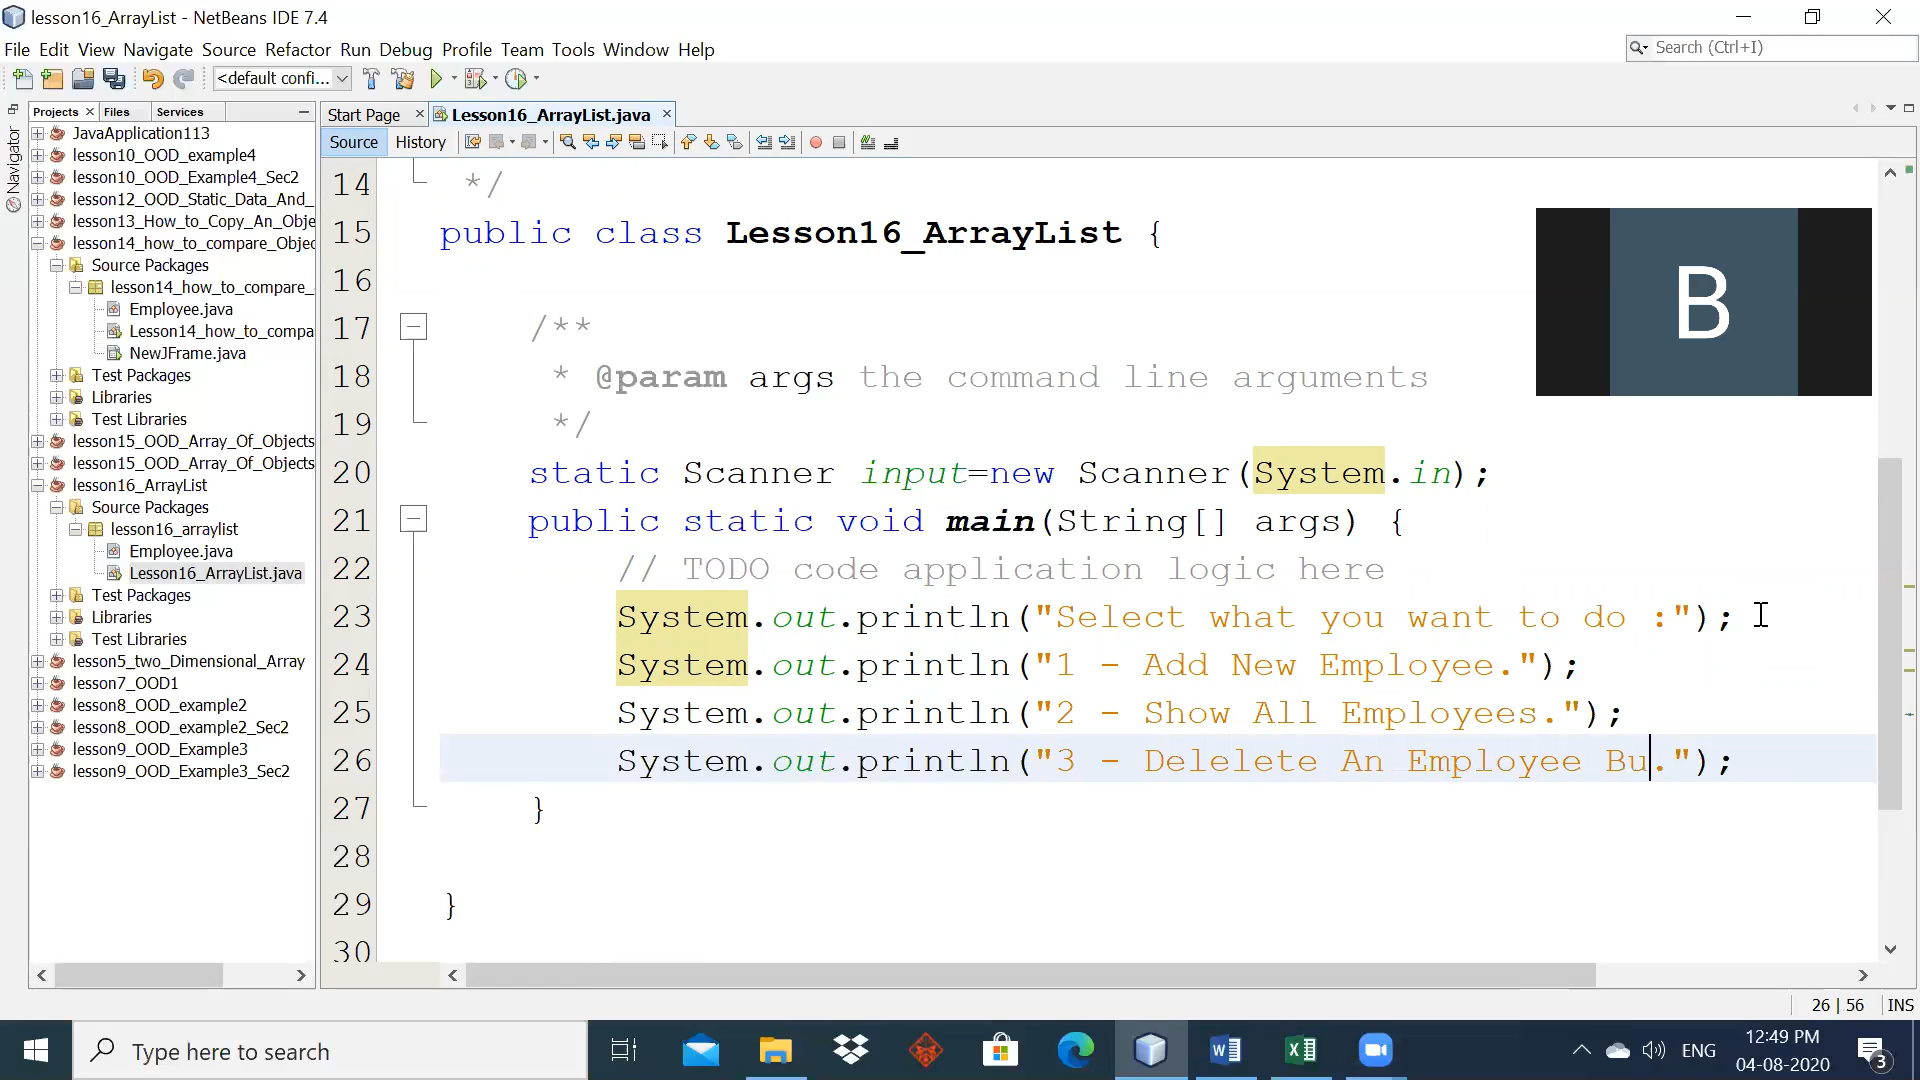 lesson16_ArrayList - NetBeans IDE 7.4
File Edit View Navigate Source Refactor Run Debug Profile Team Tools Window Help
Search (Ctrl+I)
<default confi...
Projects Files Services
Start Page Lesson16_ArrayList.java
Source History
Navigator
JavaApplication113
lesson10_OOD_example4
lesson10_OOD_Example4_Sec2
lesson12_OOD_Static_Data_And_
lesson13_How_to_Copy_An_Obje
lesson14_how_to_compare_Objec
Source Packages
lesson14_how_to_compare_
Employee.java
Lesson14_how_to_compa
NewJFrame.java
Test Packages
Libraries
Test Libraries
lesson15_OOD_Array_Of_Objects
lesson15_OOD_Array_Of_Objects
lesson16_ArrayList
Source Packages
lesson16_arraylist
Employee.java
Lesson16_ArrayList.java
Test Packages
Libraries
Test Libraries
lesson5_two_Dimensional_Array
lesson7_OOD1
lesson8_OOD_example2
lesson8_OOD_example2_Sec2
lesson9_OOD_Example3
lesson9_OOD_Example3_Sec2
14 */
15 public class Lesson16_ArrayList {
16
17 /**
18 * @param args the command line arguments
19 */
20 static Scanner input=new Scanner(System.in);
21 public static void main(String[] args) {
22 // TODO code application logic here
23 System.out.println("Select what you want to do :");
24 System.out.println("1 - Add New Employee.");
25 System.out.println("2 - Show All Employees.");
26 System.out.println("3 - Delelete An Employee Bu.");
27 }
28
29 }
30
B
26 | 56 INS
Type here to search
ENG
12:49 PM
04-08-2020
3